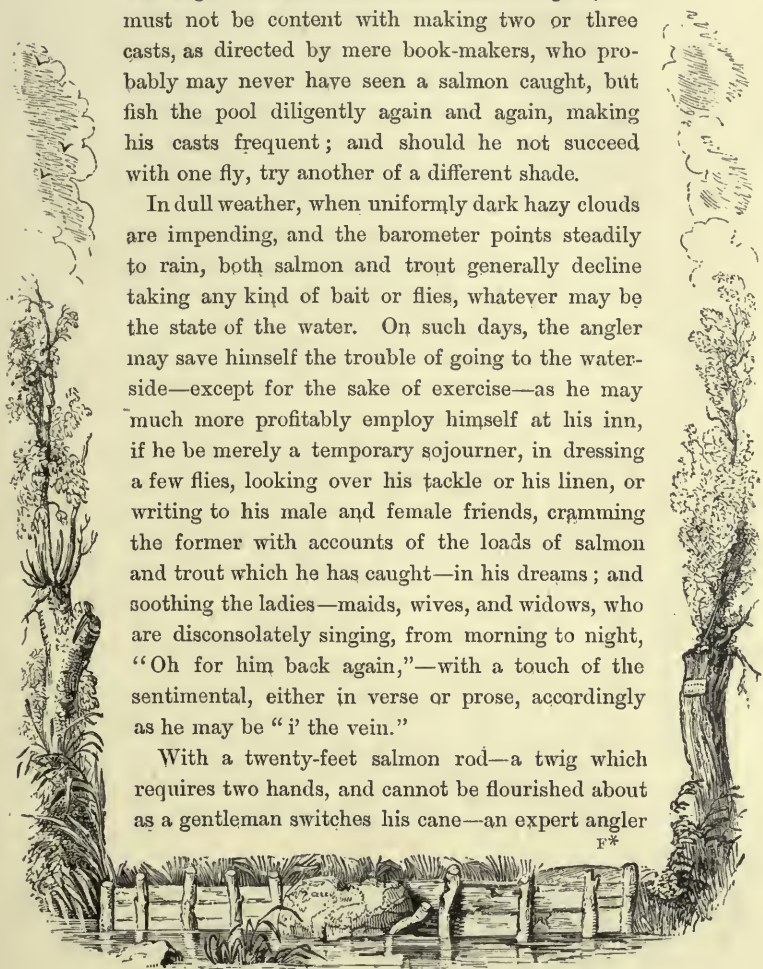 must not be content with making two or three
casts, as directed by mere book-makers, who pro-
bably may never have seen a salmon caught, but
fish the pool diligently again and again, making
his casts frequent; and should he not succeed
with one fly, try another of a different shade.
In dull weather, when uniformly dark hazy clouds
are impending, and the barometer points steadily
to rain, both salmon and trout generally decline
taking any kind of bait or flies, whatever may be
the state of the water. On such days, the angler
may save himself the trouble of going to the water-
side—except for the sake of exercise—as he may
much more profitably employ himself at his inn,
if he be merely a temporary sojourner, in dressing
a few flies, looking over his tackle or his linen, or
writing to his male and female friends, cramming
the former with accounts of the loads of salmon
and trout which he has caught—in his dreams; and
soothing the ladies—maids, wives, and widows, who
are disconsolately singing, from morning to night,
"Oh for him back again,"—with a touch of the
sentimental, either in verse or prose, accordingly
as he may be "i' the vein."
With a twenty-feet salmon rod—a twig which
requires two hands, and cannot be flourished about
as a gentleman switches his cane—an expert angler
F*